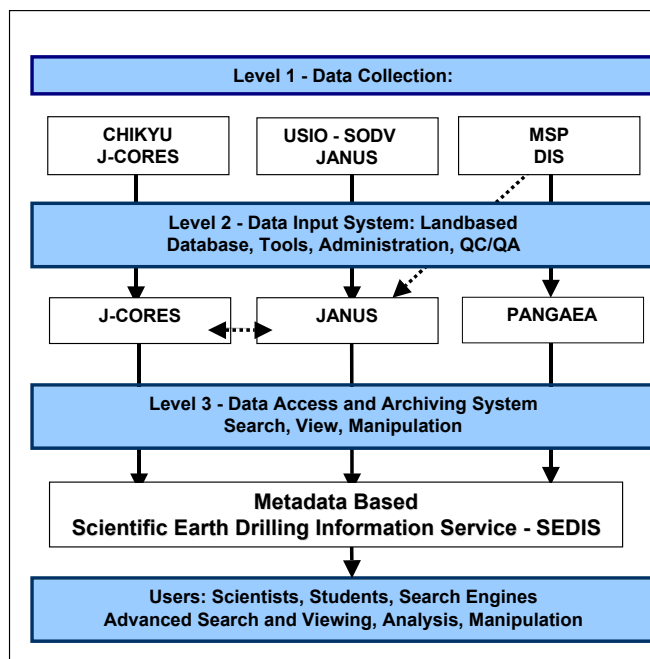 Level 1 - Data Collection:
CHIKYU
J-CORES
USIO - SODV
JANUS
MSP
DIS
Level 2 - Data Input System: Landbased
Database, Tools, Administration, QC/QA
J-CORES
JANUS
PANGAEA
Level 3 - Data Access and Archiving System
Search, View, Manipulation
Metadata Based
Scientific Earth Drilling Information Service - SEDIS
Users: Scientists, Students, Search Engines
Advanced Search and Viewing, Analysis, Manipulation